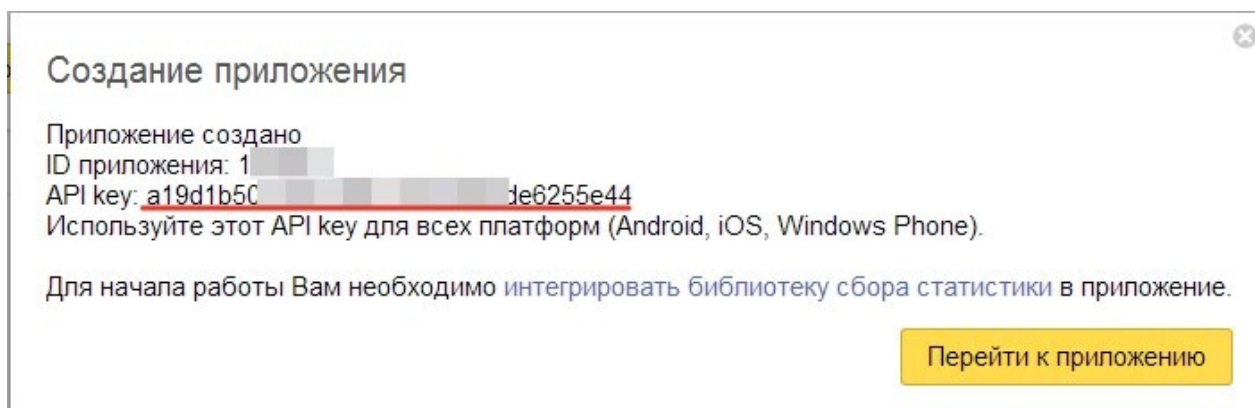 Создание приложения
Приложение создано
ID приложения: 1
API key: a19d1b50 de6255e44
Используйте этот API key для всех платформ (Android, iOS, Windows Phone).
Для начала работы Вам необходимо интегрировать библиотеку сбора статистики в приложение.
Перейти к приложению